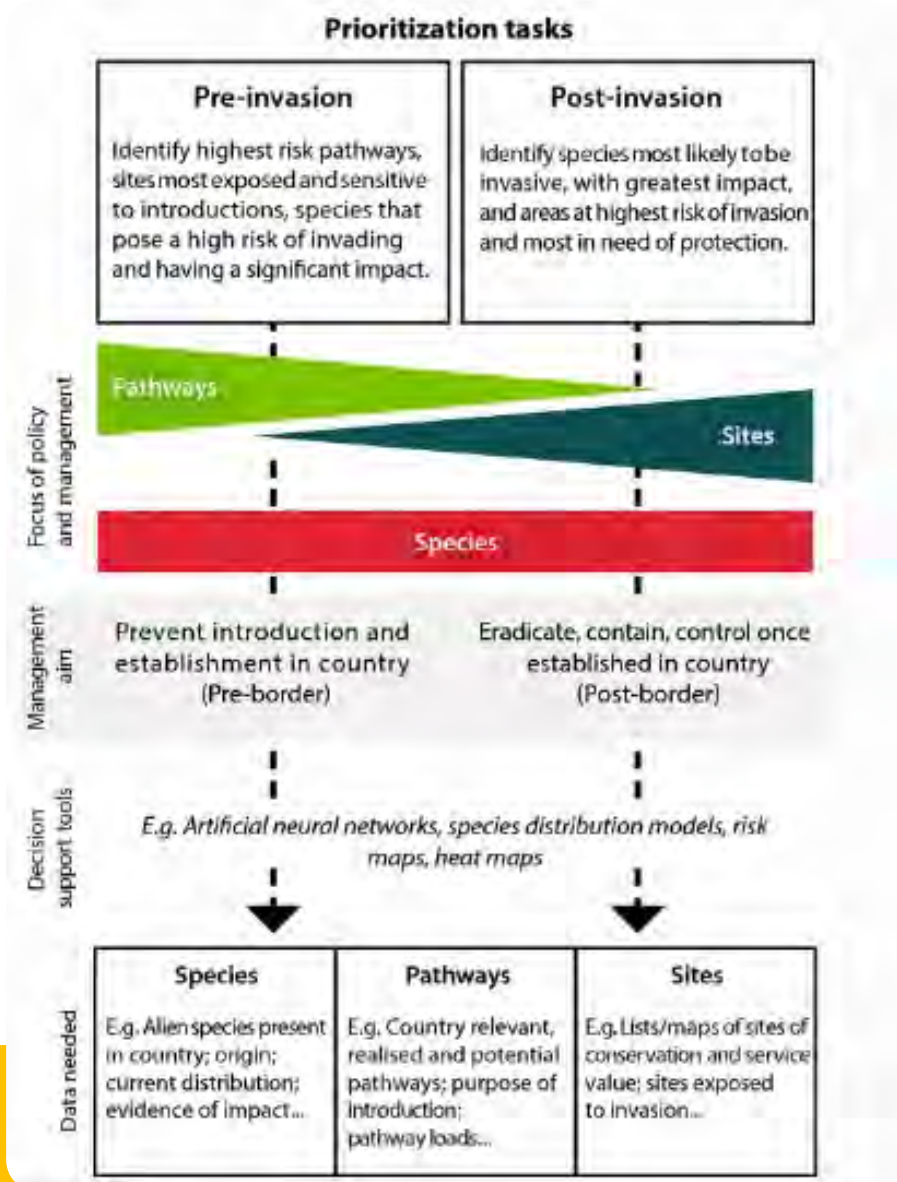 Prioritization tasks
Pre-invasion
Identify highest risk pathways,
sites most exposed and sensitive
to introductions, species that
pose a high risk of invading
and having a significant impact.
Post-invasion
Identify species most likely to be
invasive, with greatest impact,
and areas at highest risk of invasion
and most in need of protection.
Focus of policy
and management
Pathways
Sites
Species
Management
aim
Prevent introduction and
establishment in country
(Pre-border)
Eradicate, contain, control once
established in country
(Post-border)
Decision
support tools
E.g. Artificial neural networks, species distribution models, risk
maps, heat maps
Data needed
Species
E.g. Alien species present
in country; origin;
current distribution;
evidence of impact...
Pathways
E.g. Country relevant,
realised and potential
pathways; purpose of
introduction;
pathway loads...
Sites
E.g. Lists/maps of sites of
conservation and service
value; sites exposed
to invasion...